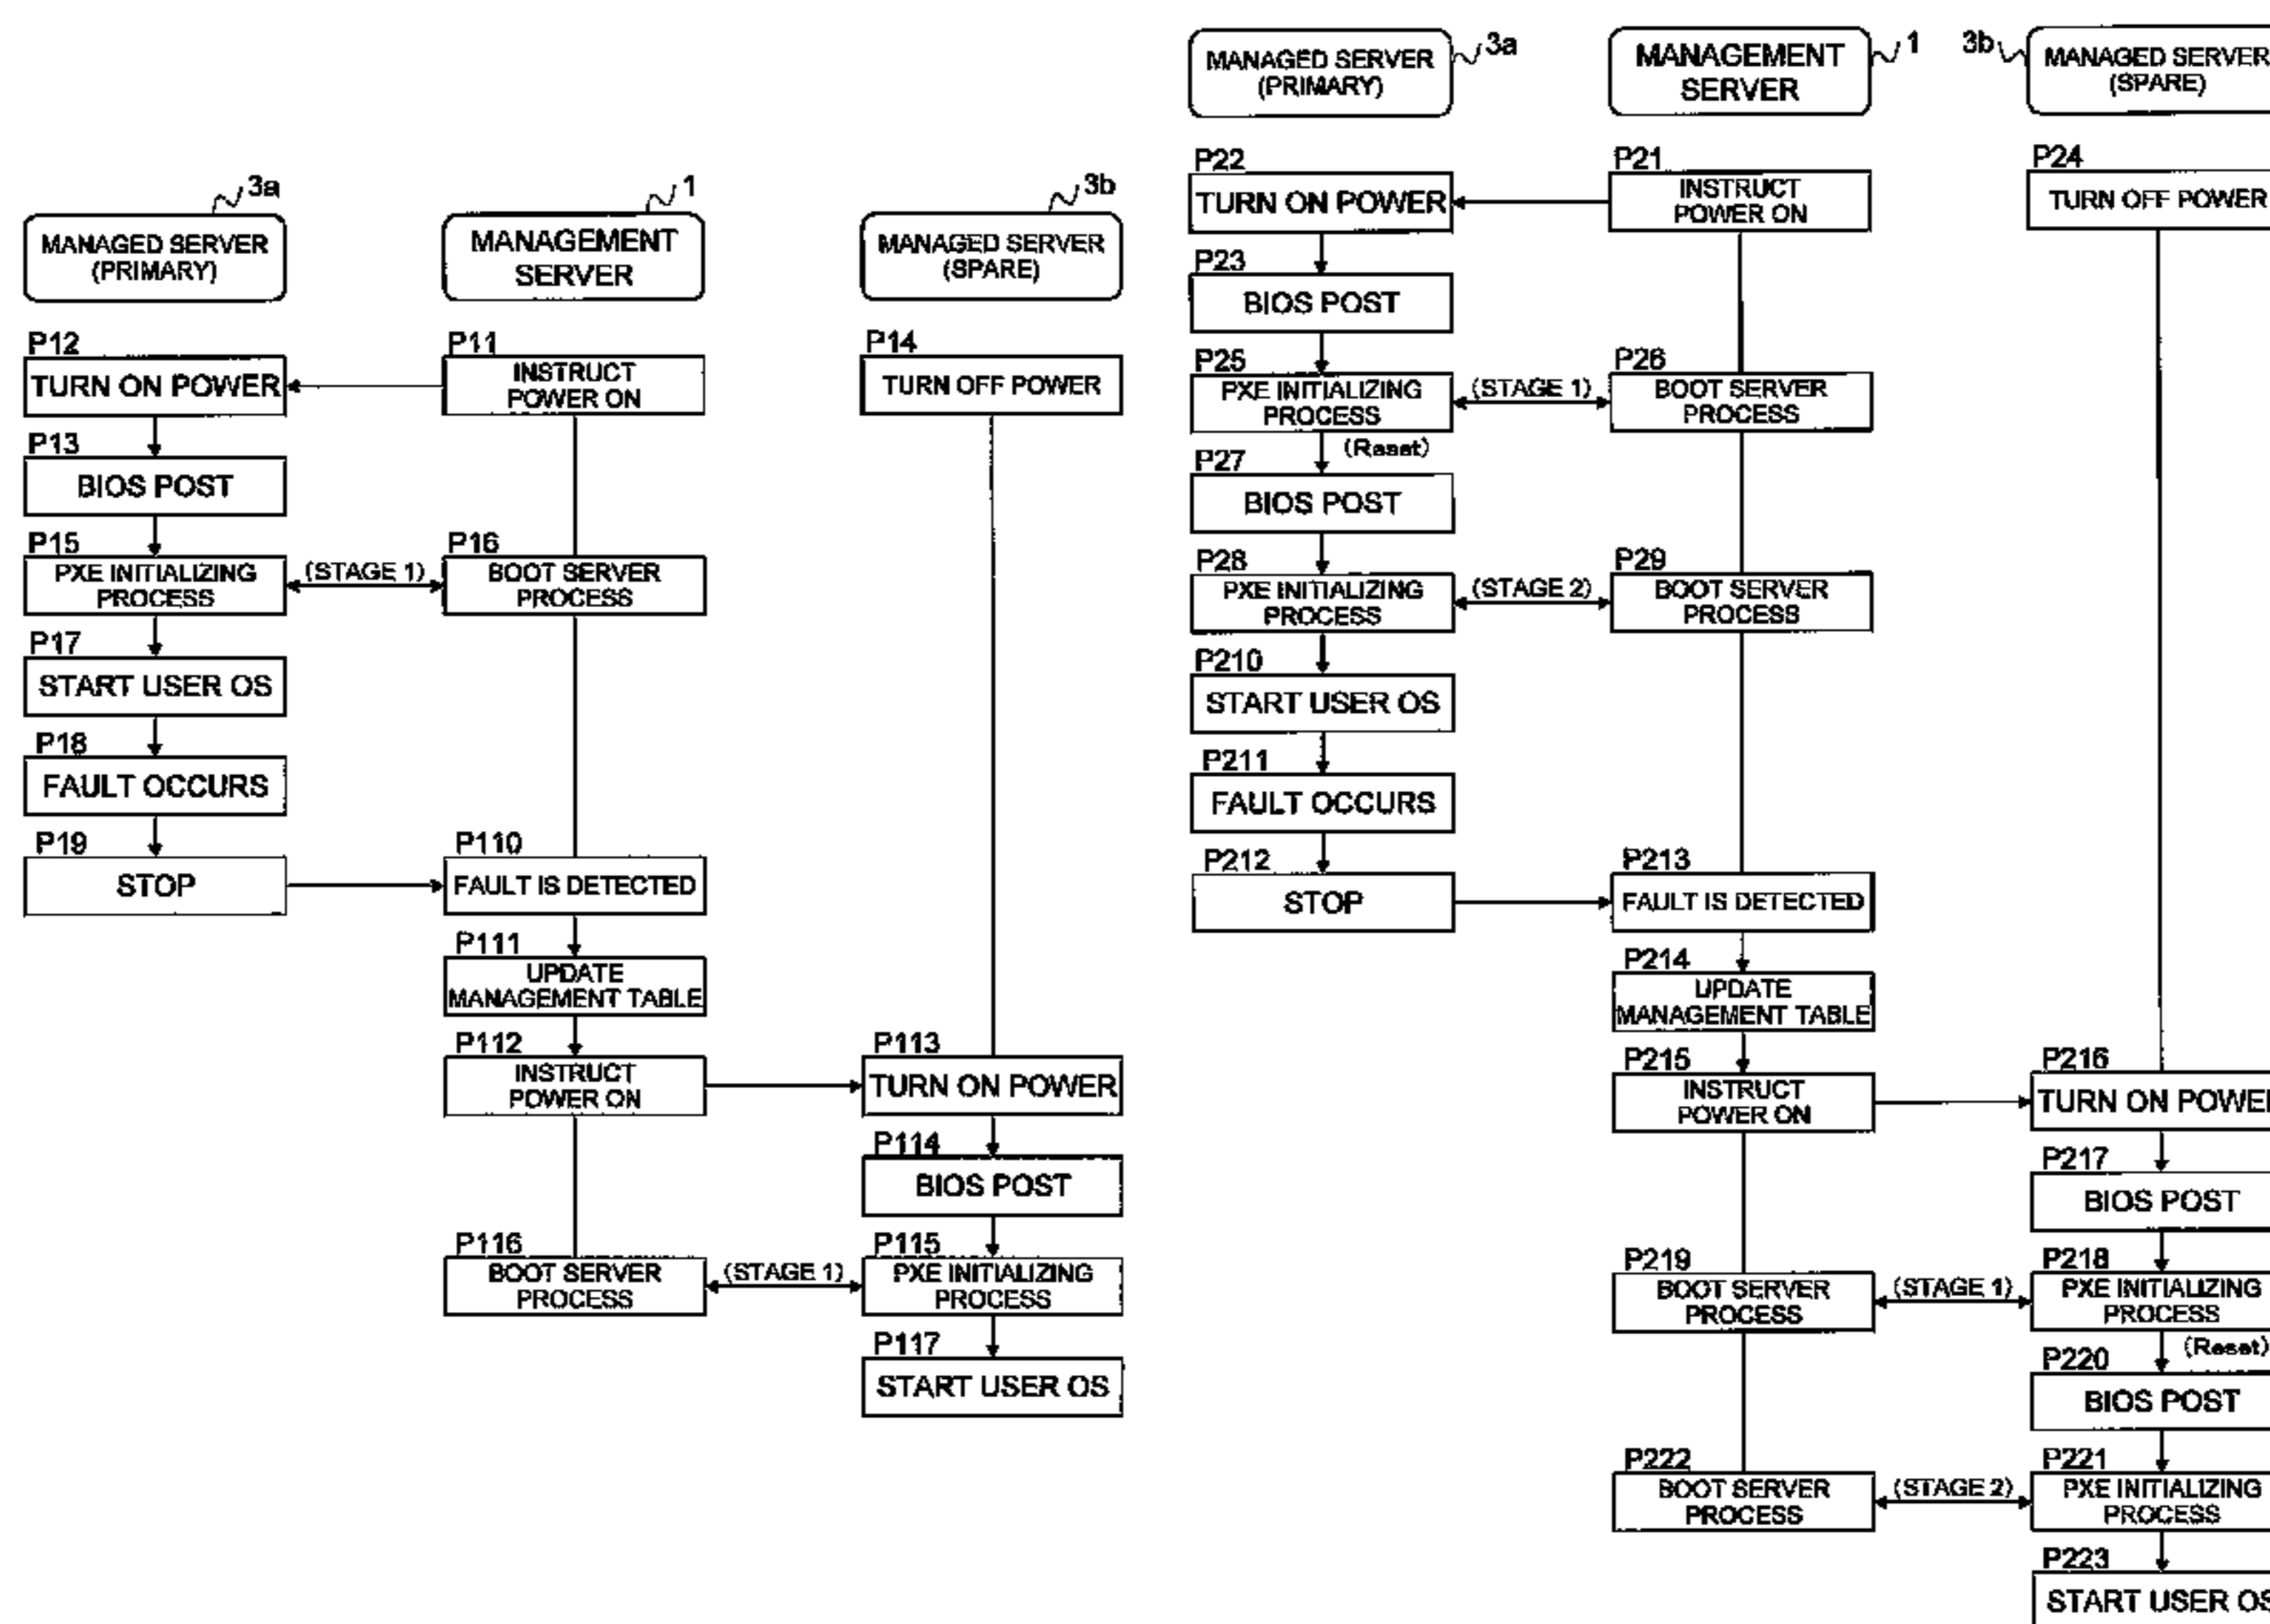 3a
1
3b
MANAGED SERVER
(PRIMARY)
MANAGEMENT
SERVER
MANAGED SERVER
(SPARE)
P12
TURN ON POWER
P11
INSTRUCT
POWER ON
P14
TURN OFF POWER
P13
BIOS POST
P15
PXE INITIALIZING
PROCESS
(STAGE 1)
P16
BOOT SERVER
PROCESS
P17
START USER OS
P18
FAULT OCCURS
P19
STOP
P110
FAULT IS DETECTED
P111
UPDATE
MANAGEMENT TABLE
P112
INSTRUCT
POWER ON
P113
TURN ON POWER
P114
BIOS POST
P116
BOOT SERVER
PROCESS
(STAGE 1)
P115
PXE INITIALIZING
PROCESS
P117
START USER OS
MANAGED SERVER
(PRIMARY)
3a
MANAGEMENT
SERVER
1
3b
MANAGED SERVER
(SPARE)
P22
TURN ON POWER
P21
INSTRUCT
POWER ON
P24
TURN OFF POWER
P23
BIOS POST
P25
PXE INITIALIZING
PROCESS
(STAGE 1)
P26
BOOT SERVER
PROCESS
(Reset)
P27
BIOS POST
P28
PXE INITIALIZING
PROCESS
(STAGE 2)
P29
BOOT SERVER
PROCESS
P210
START USER OS
P211
FAULT OCCURS
P212
STOP
P213
FAULT IS DETECTED
P214
UPDATE
MANAGEMENT TABLE
P215
INSTRUCT
POWER ON
P216
TURN ON POWER
P217
BIOS POST
P219
BOOT SERVER
PROCESS
(STAGE 1)
P218
PXE INITIALIZING
PROCESS
(Reset)
P220
BIOS POST
P222
BOOT SERVER
PROCESS
(STAGE 2)
P221
PXE INITIALIZING
PROCESS
P223
START USER OS